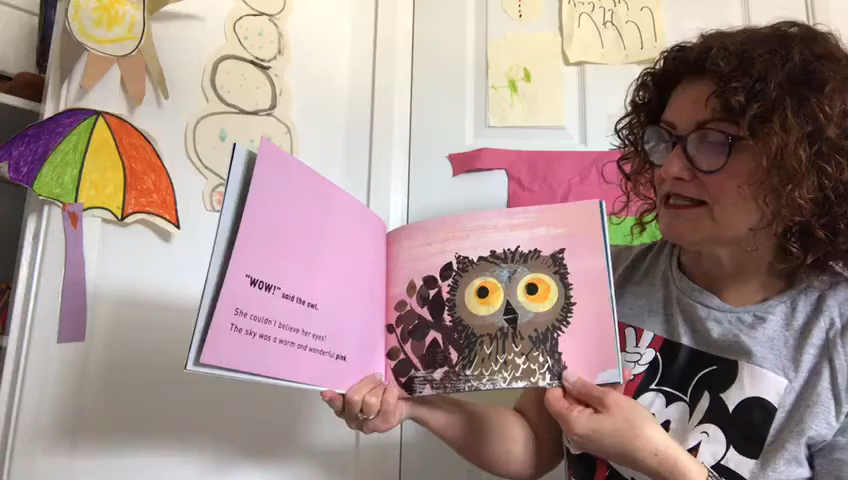 "WOW!" said the owl.
She couldn't believe her eyes!
The sky was a warm and wonderful pink.